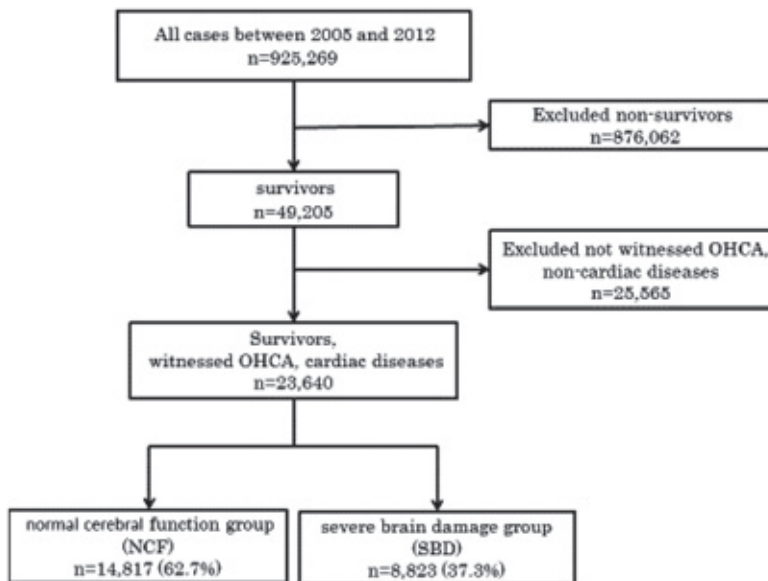 All cases between 2005 and 2012
n=925,269
Excluded non-survivors
n=876,062
survivors
n=49,205
Excluded not witnessed OHCA,
non-cardiac diseases
n=25,565
Survivors,
witnessed OHCA, cardiac diseases
n=23,640
normal cerebral function group
(NCF)
n=14,817 (62.7%)
severe brain damage group
(SBD)
n=8,823 (37.3%)